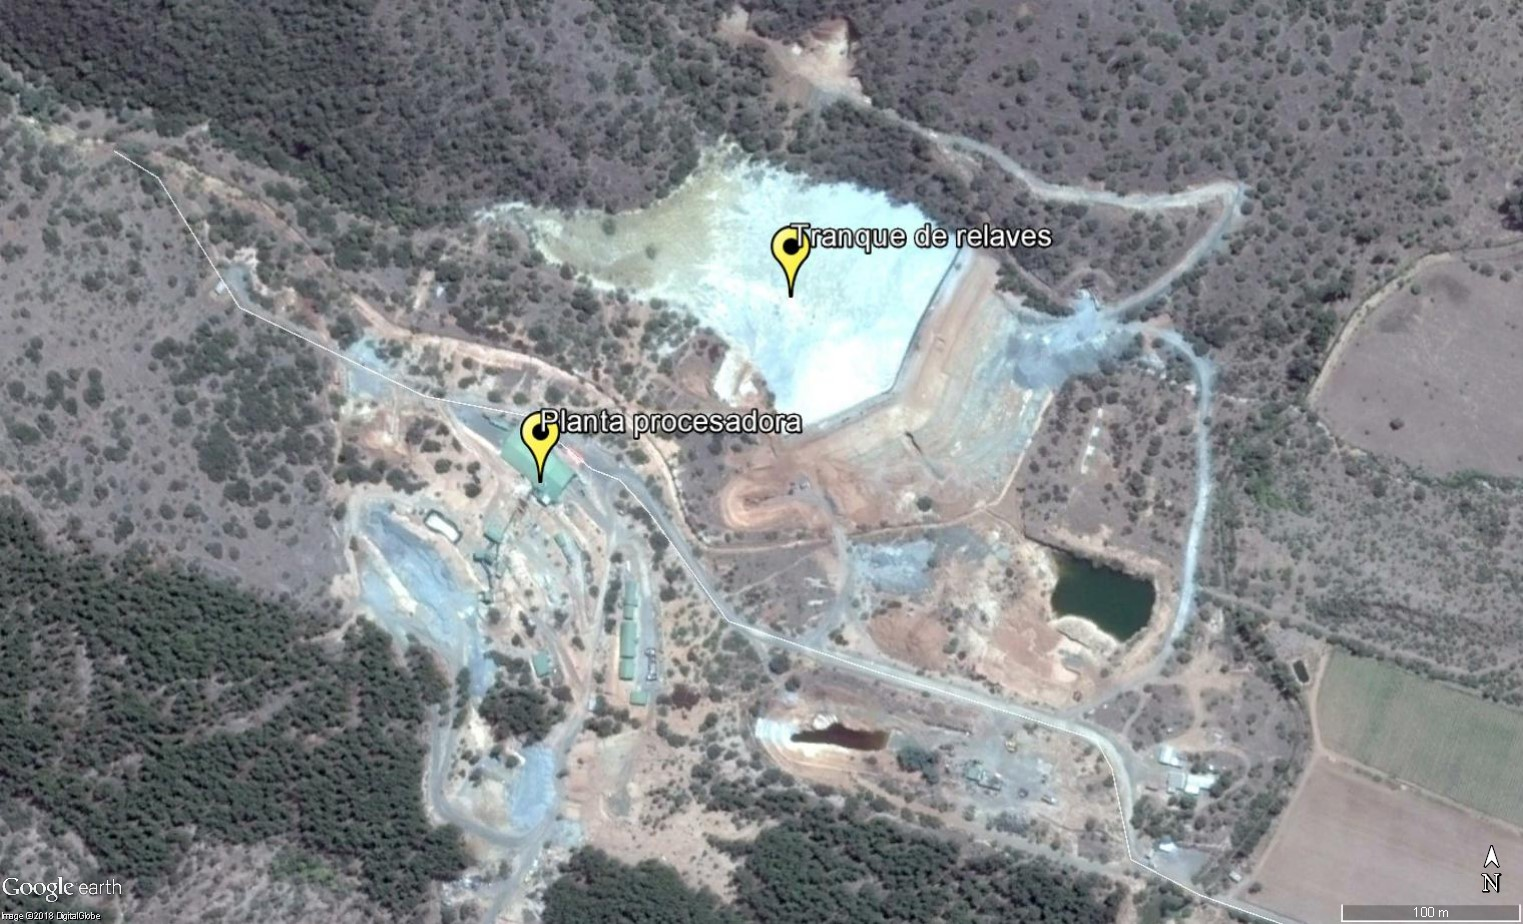 Tranque de relaves
Planta procesadora
Google earth
Image ©2018 DigitalGlobe
N
100 m